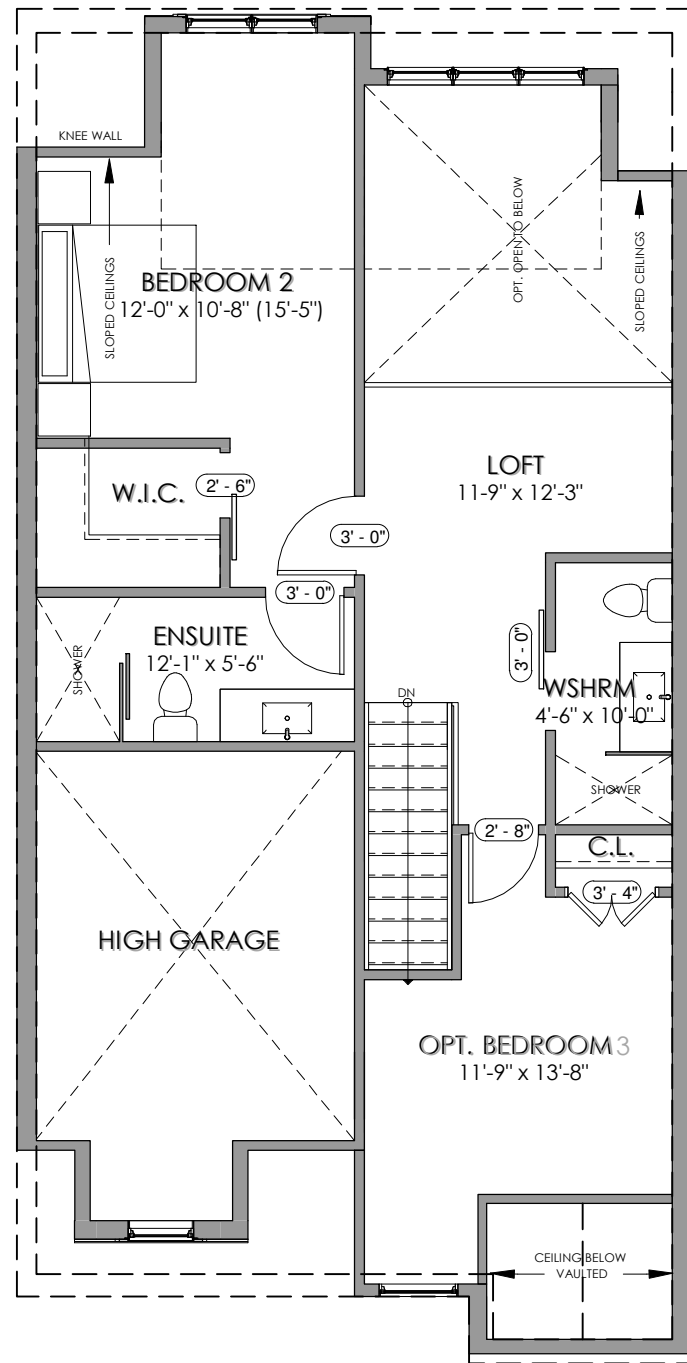 KNEE WALL
SLOPED CEILINGS
BEDROOM 2
12'-0" x 10'-8" (15'-5")
OPT. OPEN TO BELOW
SLOPED CEILINGS
W.I.C.
2' - 6"
LOFT
11-9" x 12'-3"
3' - 0"
3' - 0"
ENSUITE
12'-1" x 5'-6"
SHOWER
3' - 0"
WSHRM
4'-6" x 10'-0"
DN
SHOWER
2' - 8"
C.L.
3' - 4"
HIGH GARAGE
OPT. BEDROOM 3
11'-9" x 13'-8"
CEILING BELOW
VAULTED